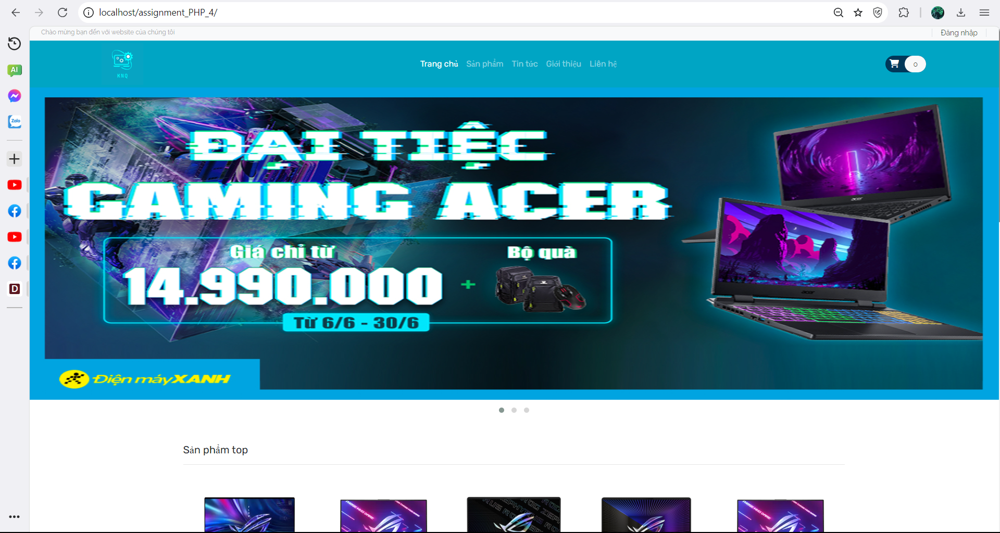 localhost/assignment_PHP_4/
Chào mừng bạn đến với website của chúng tôi
Đăng nhập
AI
Zalo
D
KNQ
Trang chủ Sản phẩm Tin tức Giới thiệu Liên hệ
0
ĐẠI TIỆC
GAMING ACER
Giá chỉ từ
14.990.000
+
Bộ quà
Từ 6/6 - 30/6
acer
acer
Điện máyXANH
Sản phẩm top